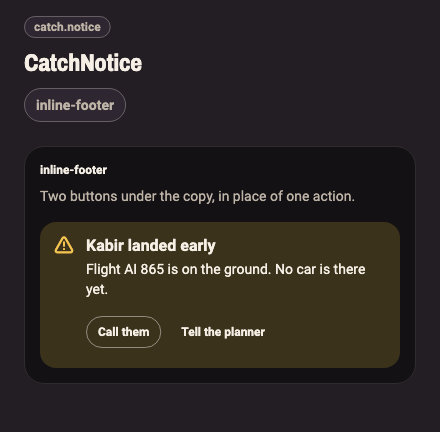 catch.notice
CatchNotice
inline-footer
inline-footer
Two buttons under the copy, in place of one action.
Kabir landed early
Flight AI 865 is on the ground. No car is there
yet.
Call them
Tell the planner